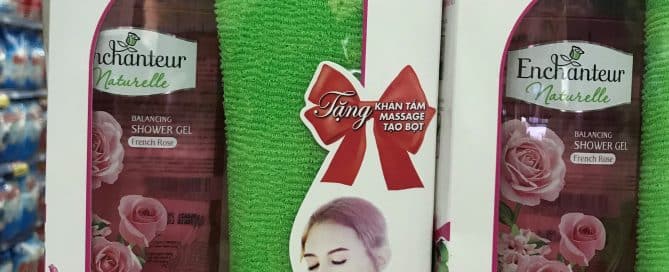 Enchanteur
Naturelle
BALANCING
SHOWER GEL
French Rose
Tặng KHĂN TẮM
MASSAGE
TẠO BỌT
Enchanteur
Naturelle
BALANCING
SHOWER GEL
French Rose